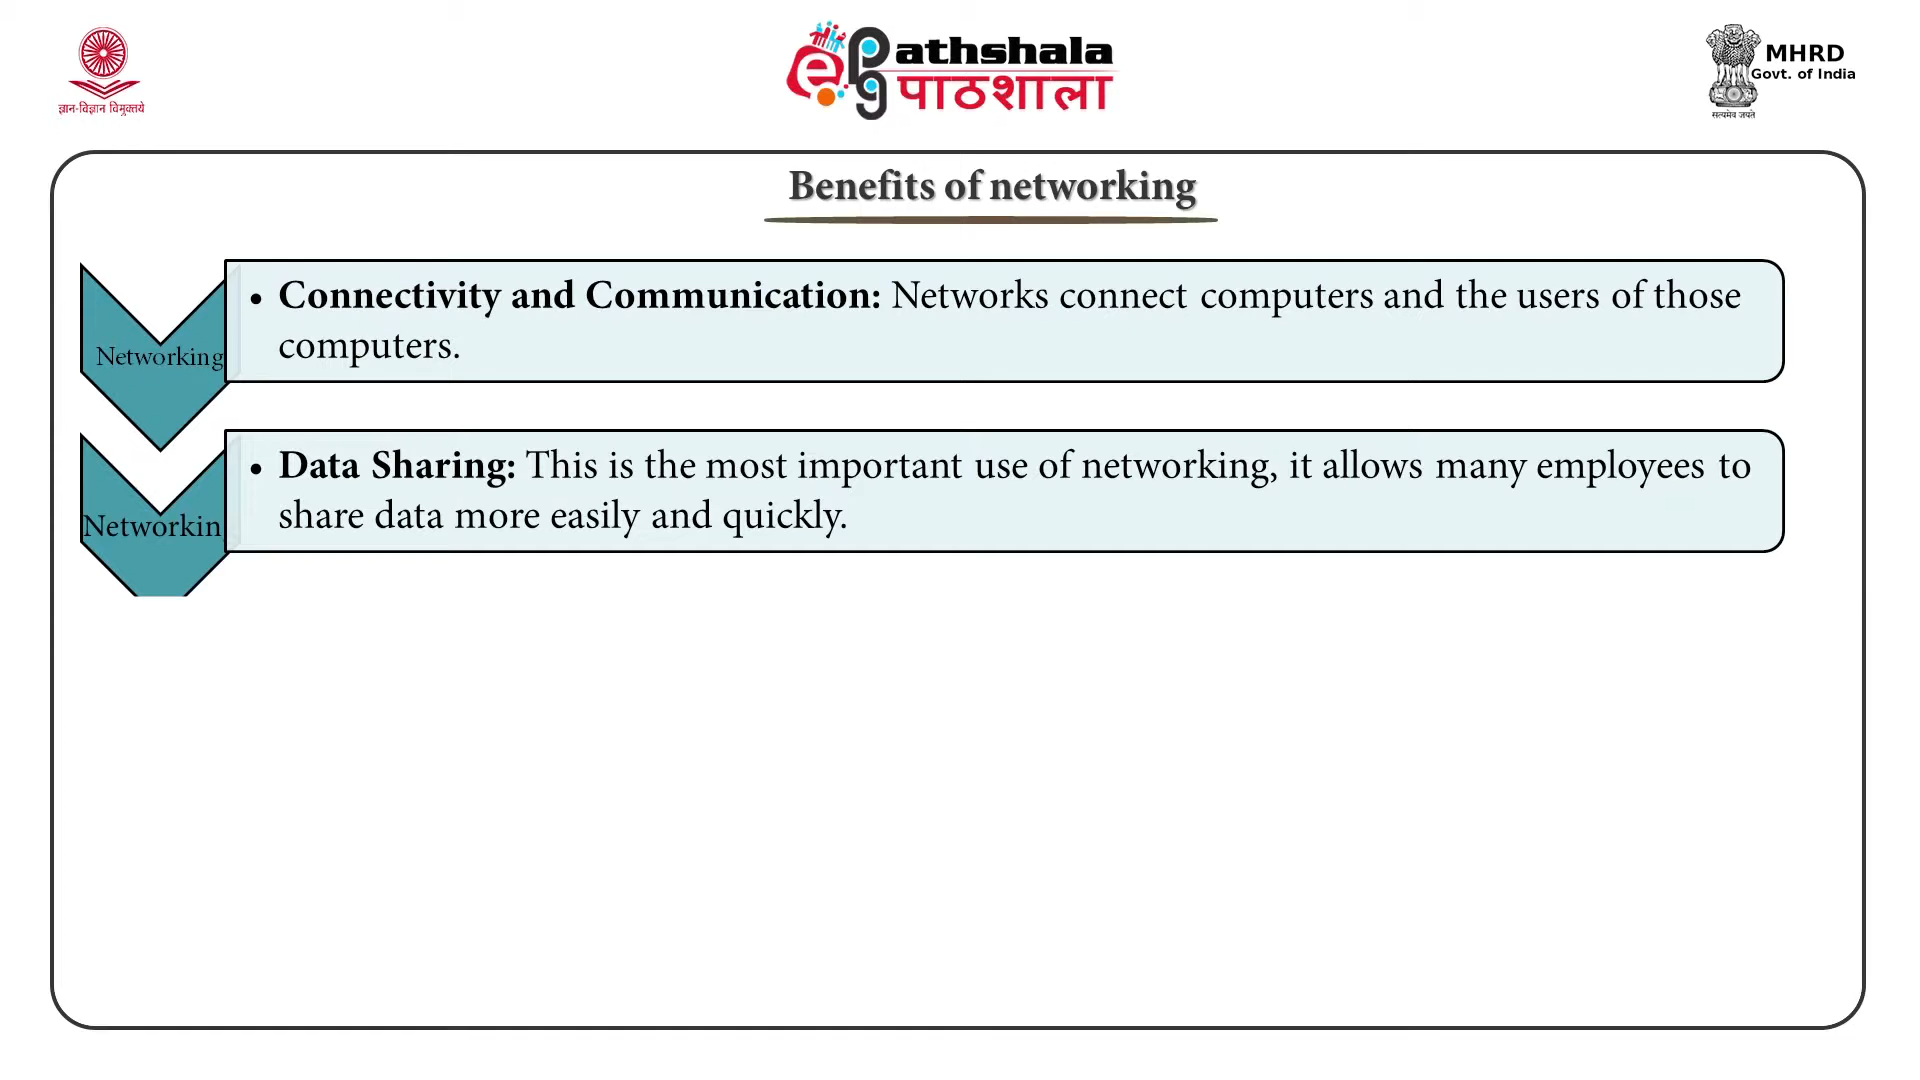 ज्ञान-विज्ञान विमुक्तये
ePGathshala
पाठशाला
MHRD
Govt. of India
सत्यमेव जयते
Benefits of networking
Networking
• Connectivity and Communication: Networks connect computers and the users of those
computers.
Networkin
• Data Sharing: This is the most important use of networking, it allows many employees to
share data more easily and quickly.